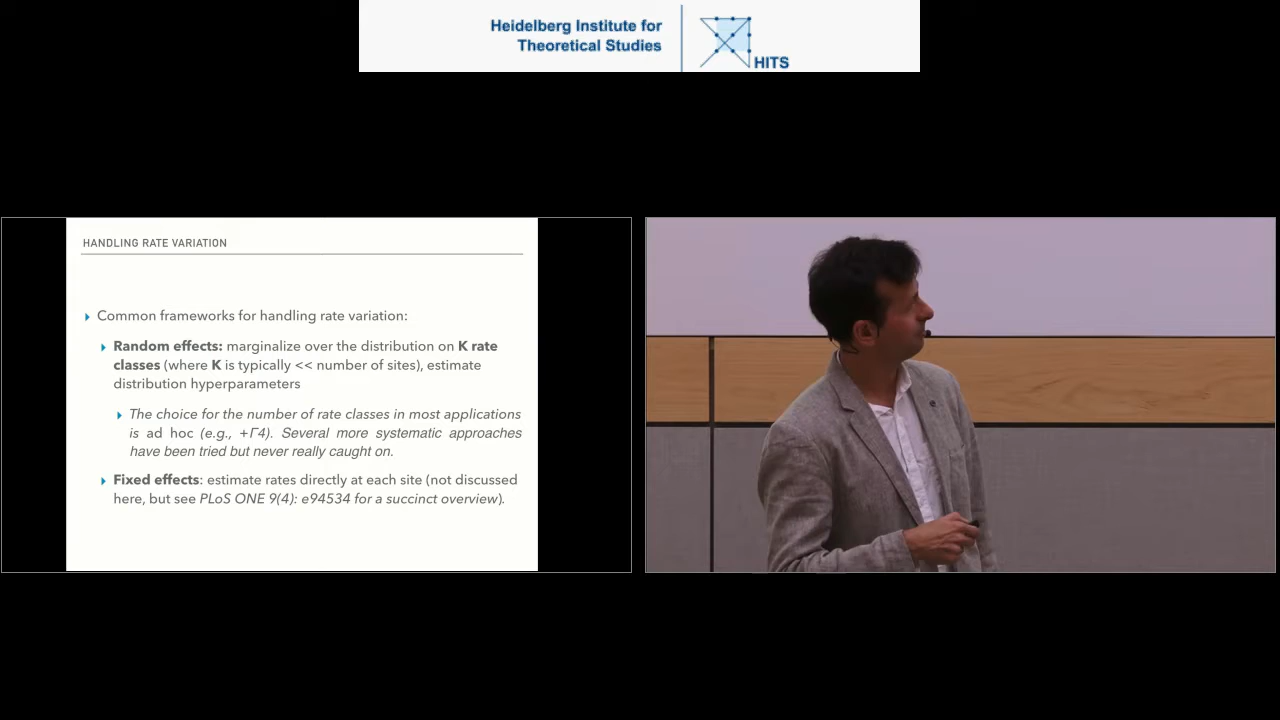 Heidelberg Institute for
Theoretical Studies
HITS
HANDLING RATE VARIATION
Common frameworks for handling rate variation:
Random effects: marginalize over the distribution on K rate
classes (where K is typically << number of sites), estimate
distribution hyperparameters
The choice for the number of rate classes in most applications
is ad hoc (e.g., +Γ4). Several more systematic approaches
have been tried but never really caught on.
Fixed effects: estimate rates directly at each site (not discussed
here, but see PLoS ONE 9(4): e94534 for a succinct overview).